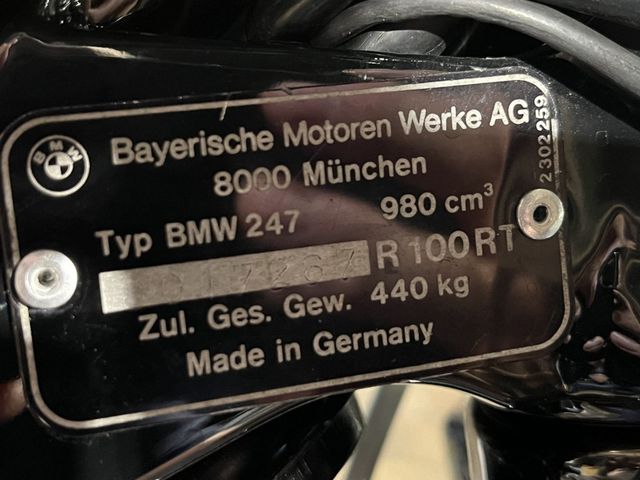 BMW
Bayerische Motoren Werke AG
8000 München
Typ BMW 247 980 cm³
R 100 RT
Zul. Ges. Gew. 440 kg
Made in Germany
2302259